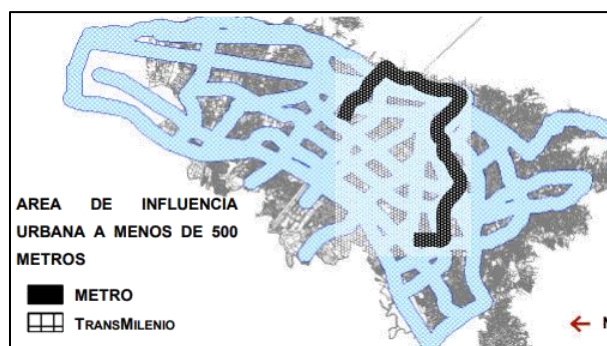 AREA DE INFLUENCIA
URBANA A MENOS DE 500
METROS
METRO
TRANSMILENIO
N